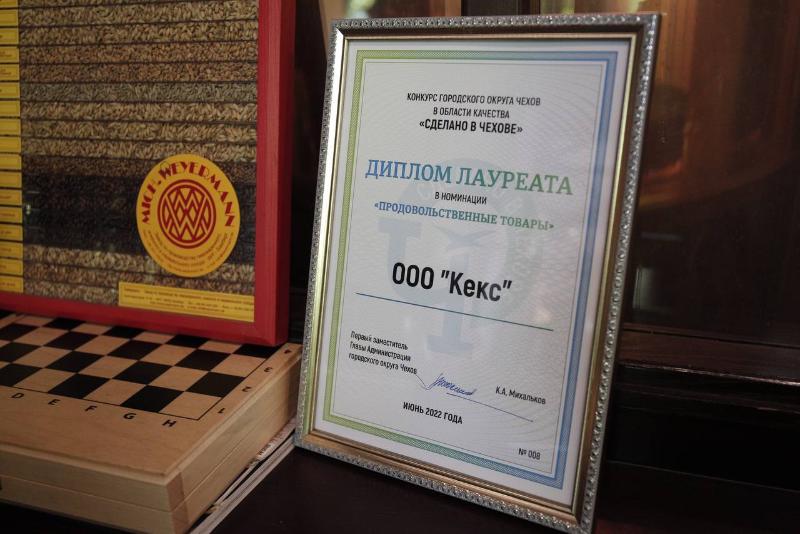 MICH. WEYERMANN
D E F G H
КОНКУРС ГОРОДСКОГО ОКРУГА ЧЕХОВ
В ОБЛАСТИ КАЧЕСТВА
«СДЕЛАНО В ЧЕХОВЕ»
ДИПЛОМ ЛАУРЕАТА
В НОМИНАЦИИ
«ПРОДОВОЛЬСТВЕННЫЕ ТОВАРЫ»
ООО "Кекс"
Первый заместитель
Главы Администрации
городского округа Чехов
К.А. Михальков
ИЮНЬ 2022 ГОДА
№ 008